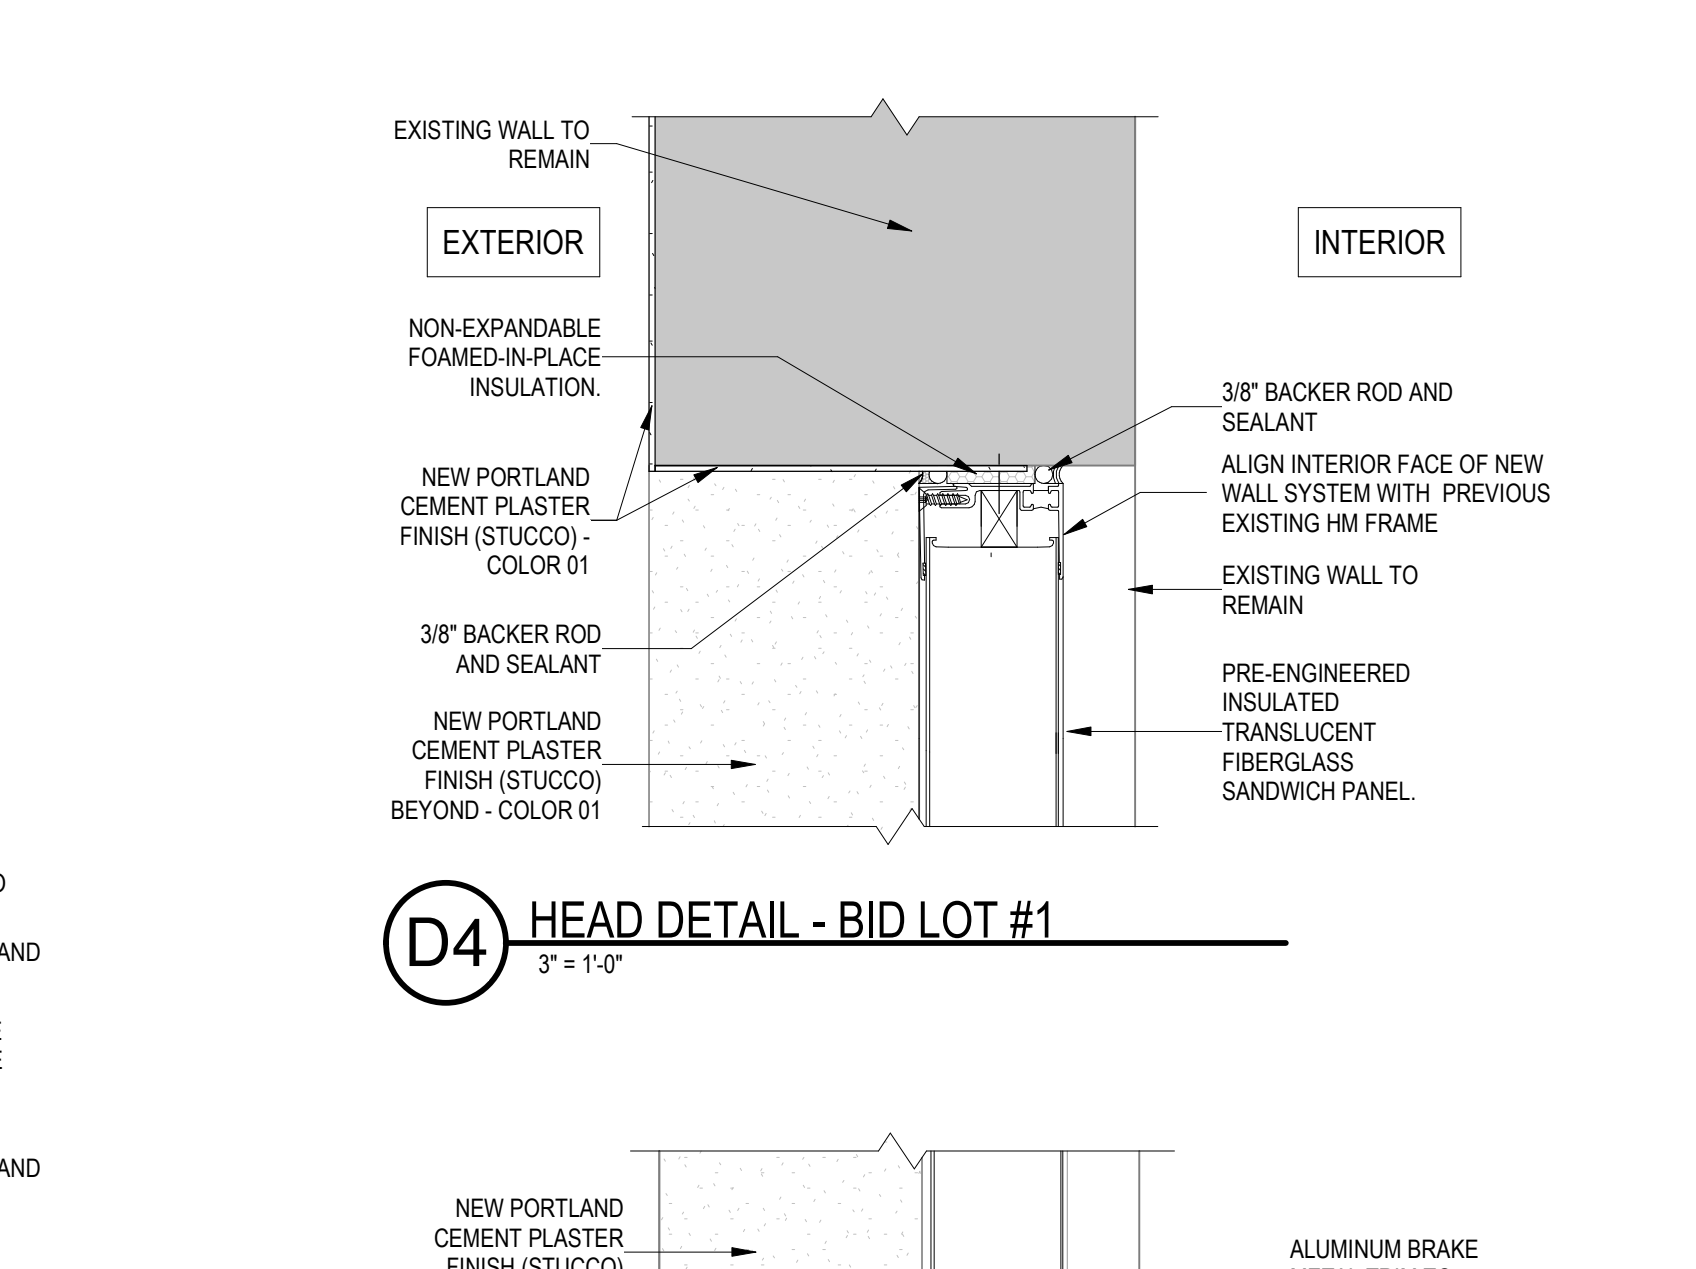 EXISTING WALL TO
REMAIN
EXTERIOR
INTERIOR
NON-EXPANDABLE
FOAMED-IN-PLACE
INSULATION.
3/8" BACKER ROD AND
SEALANT
NEW PORTLAND
CEMENT PLASTER
FINISH (STUCCO) -
COLOR 01
ALIGN INTERIOR FACE OF NEW
WALL SYSTEM WITH PREVIOUS
EXISTING HM FRAME
EXISTING WALL TO
REMAIN
3/8" BACKER ROD
AND SEALANT
PRE-ENGINEERED
INSULATED
TRANSLUCENT
FIBERGLASS
SANDWICH PANEL.
NEW PORTLAND
CEMENT PLASTER
FINISH (STUCCO)
BEYOND - COLOR 01
D4
HEAD DETAIL - BID LOT #1
3" = 1'-0"
AND
AND
NEW PORTLAND
CEMENT PLASTER
FINISH (STUCCO)
ALUMINUM BRAKE